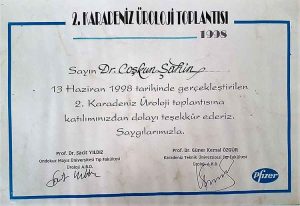 2. KARADENİZ ÜROLOJİ TOPLANTISI
1998
Sayın Dr. Coşkun Şahin
13 Haziran 1998 tarihinde gerçekleştirilen
2. Karadeniz Üroloji toplantısına
katılımınızdan dolayı teşekkür ederiz.
Saygılarımızla.
Prof. Dr. Sacit YILDIZ
Ondokuz Mayıs Üniversitesi Tıp Fakültesi
Üroloji A.B.D.
Prof. Dr. Güner Kemal ÖZGÜR
Karadeniz Teknik Üniversitesi Tıp Fakültesi
Üroloji A.B.D.
Pfizer